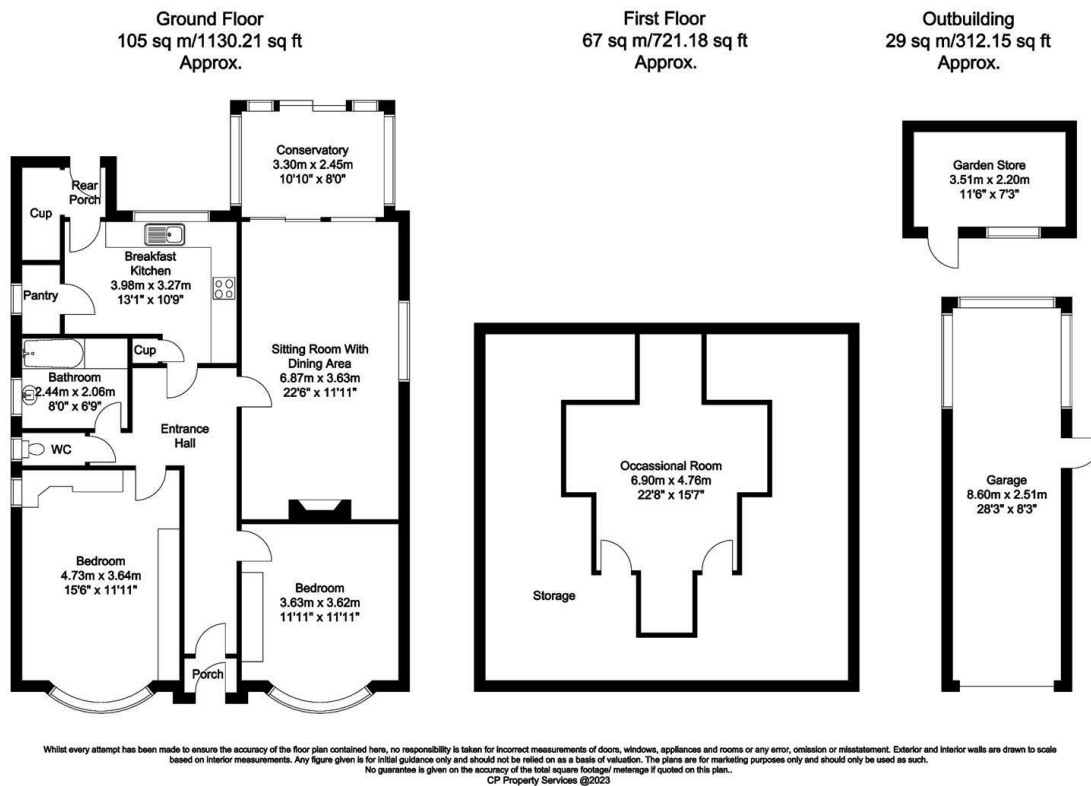 Ground Floor
105 sq m/1130.21 sq ft
Approx.
First Floor
67 sq m/721.18 sq ft
Approx.
Outbuilding
29 sq m/312.15 sq ft
Approx.
Conservatory
3.30m x 2.45m
10'10" x 8'0"
Rear
Porch
Cup
Breakfast
Kitchen
3.98m x 3.27m
13'1" x 10'9"
Pantry
Cup
Sitting Room With
Dining Area
6.87m x 3.63m
22'6" x 11'11"
Bathroom
2.44m x 2.06m
8'0" x 6'9"
Entrance
Hall
WC
Bedroom
4.73m x 3.64m
15'6" x 11'11"
Bedroom
3.63m x 3.62m
11'11" x 11'11"
Porch
Occassional Room
6.90m x 4.76m
22'8" x 15'7"
Storage
Garden Store
3.51m x 2.20m
11'6" x 7'3"
Garage
8.60m x 2.51m
28'3" x 8'3"
Whilst every attempt has been made to ensure the accuracy of the floor plan contained here, no responsibility is taken for incorrect measurements of doors, windows, appliances and rooms or any error, omission or misstatement. Exterior and interior walls are drawn to scale
based on interior measurements. Any figure given is for initial guidance only and should not be relied on as a basis of valuation. The plans are for marketing purposes only and should only be used as such.
No guarantee is given on the accuracy of the total square footage/ meterage if quoted on this plan..
CP Property Services @2023